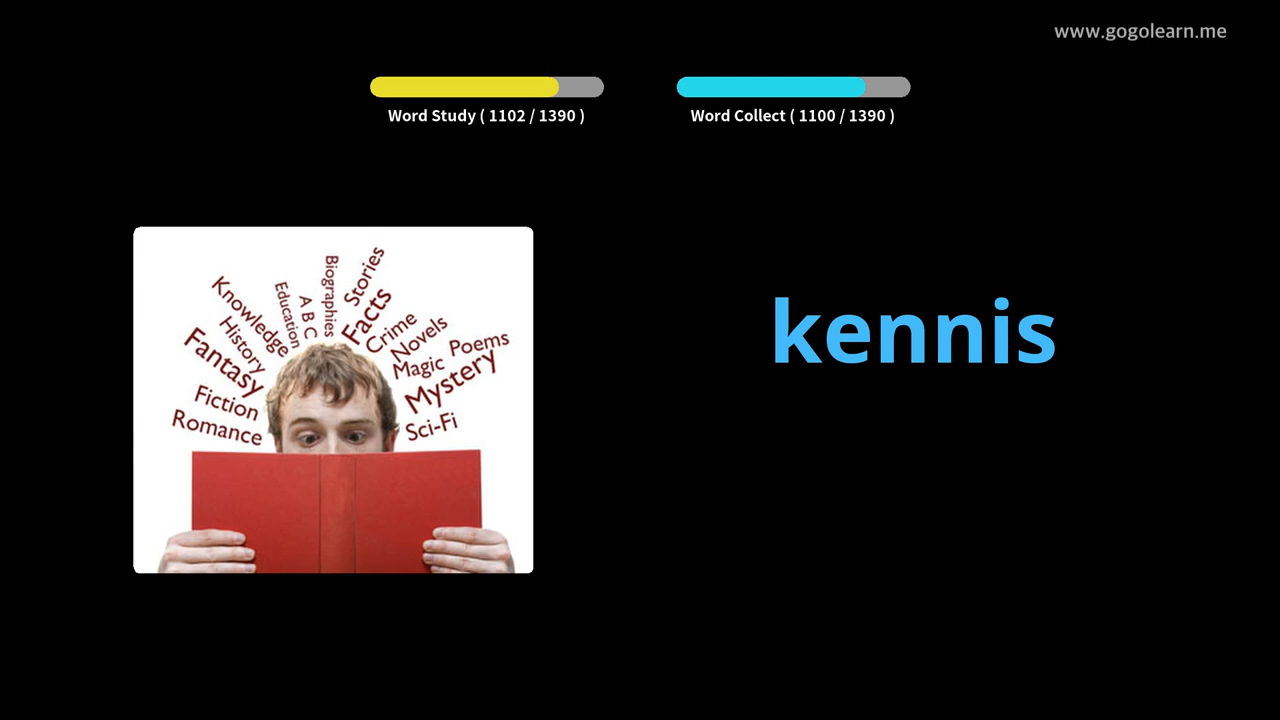 www.gogolearn.me
Word Study ( 1102 / 1390 )
Word Collect ( 1100 / 1390 )
kennis
Knowledge
Education
A B C
Biographies
Stories
Facts
Crime
Novels
Poems
History
Magic
Fantasy
Mystery
Fiction
Sci-Fi
Romance